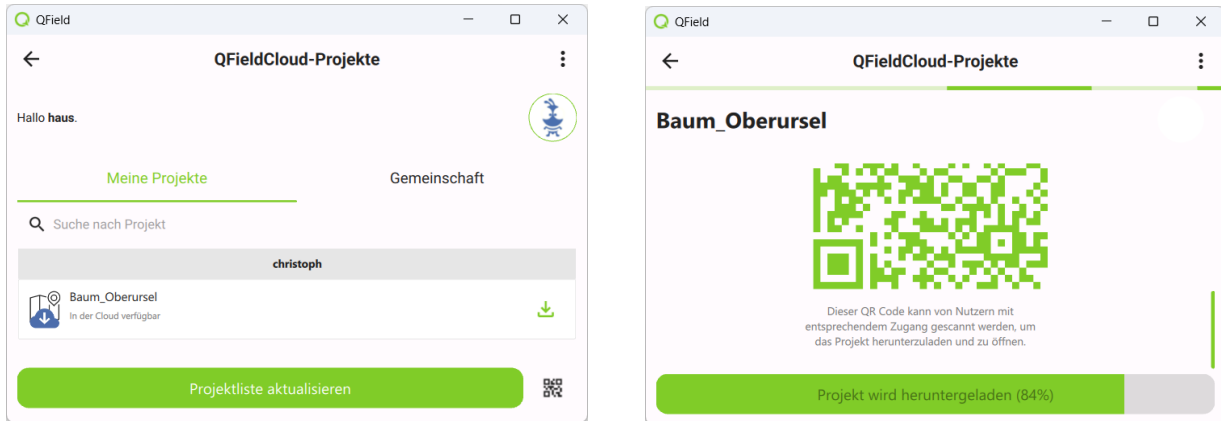 QField
QFieldCloud-Projekte
Hallo haus.
Meine Projekte
Gemeinschaft
Suche nach Projekt
christoph
Baum_Oberursel
In der Cloud verfügbar
Projektliste aktualisieren
QField
QFieldCloud-Projekte
Baum_Oberursel
Dieser QR Code kann von Nutzern mit
entsprechendem Zugang gescannt werden, um
das Projekt herunterzuladen und zu öffnen.
Projekt wird heruntergeladen (84%)